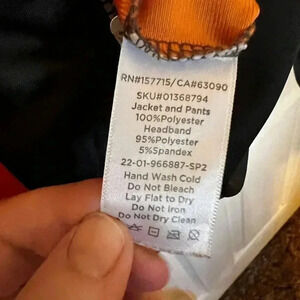 RN#157715/CA#63090
SKU#01368794
Jacket and Pants
100%Polyester
Headband
95%Polyester
5%Spandex
22-01-966887-SP2
Hand Wash Cold
Do Not Bleach
Lay Flat to Dry
Do Not Iron
Do Not Dry Clean